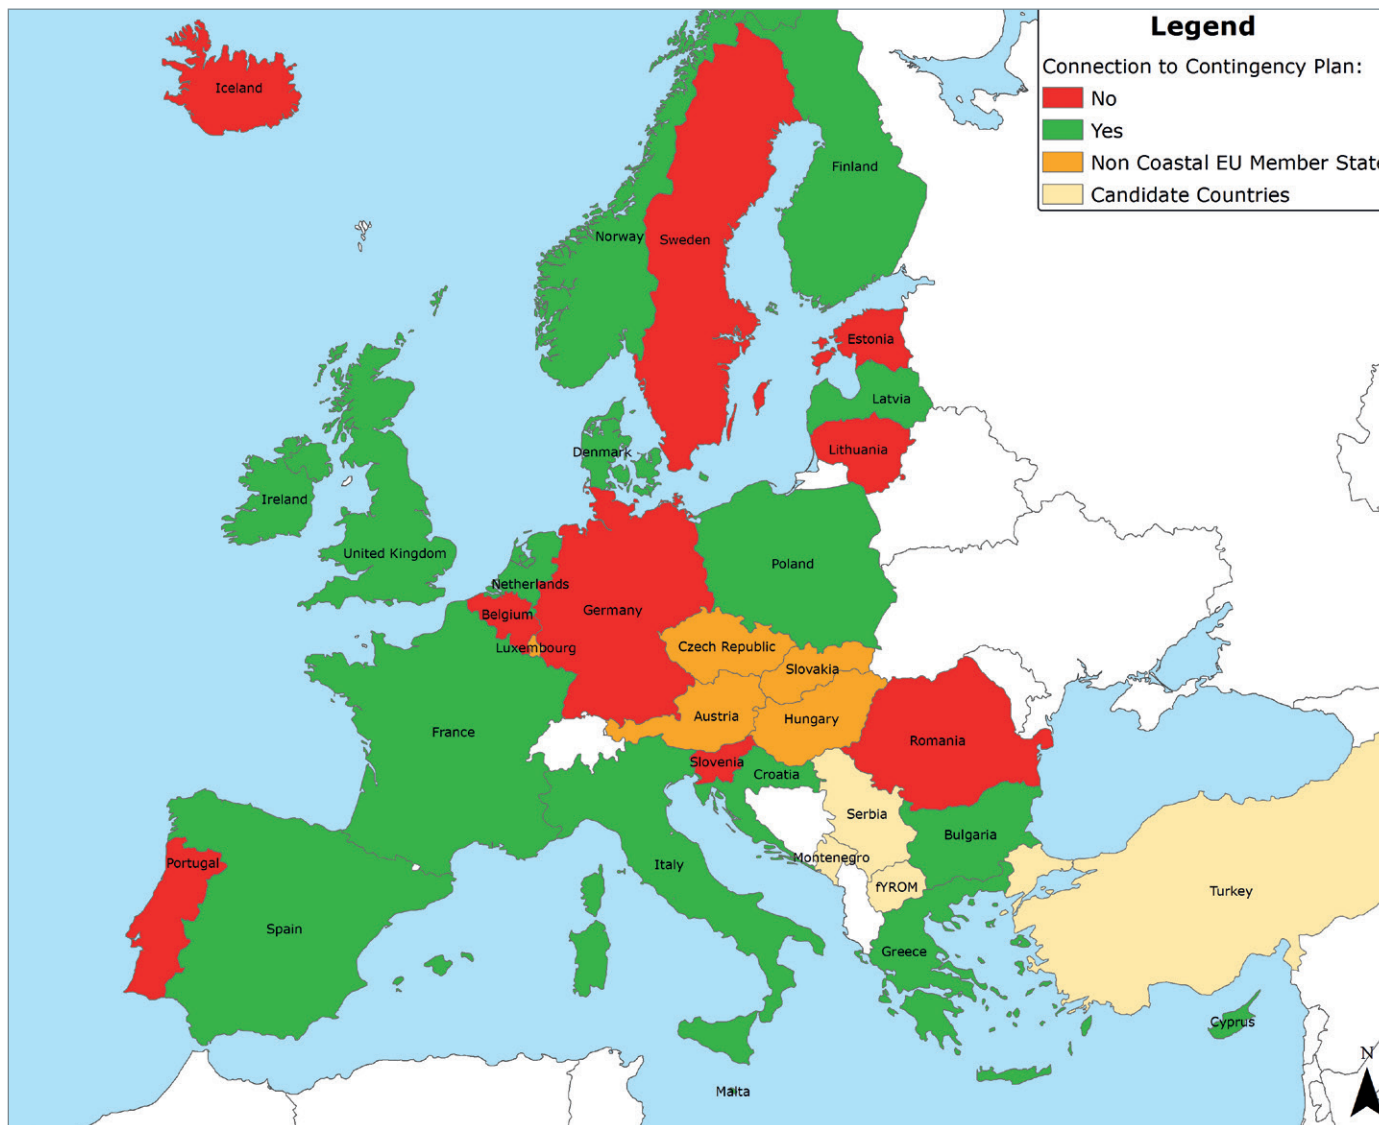 Legend
Connection to Contingency Plan:
No
Yes
Non Coastal EU Member State
Candidate Countries
Iceland
Finland
Norway
Sweden
Estonia
Latvia
Lithuania
Denmark
Ireland
United Kingdom
Netherlands
Poland
Belgium
Germany
Luxembourg
Czech Republic
Slovakia
Austria
Hungary
France
Romania
Slovenia
Croatia
Serbia
Bulgaria
Portugal
Italy
Montenegro
fYROM
Turkey
Spain
Greece
Cyprus
N
Malta